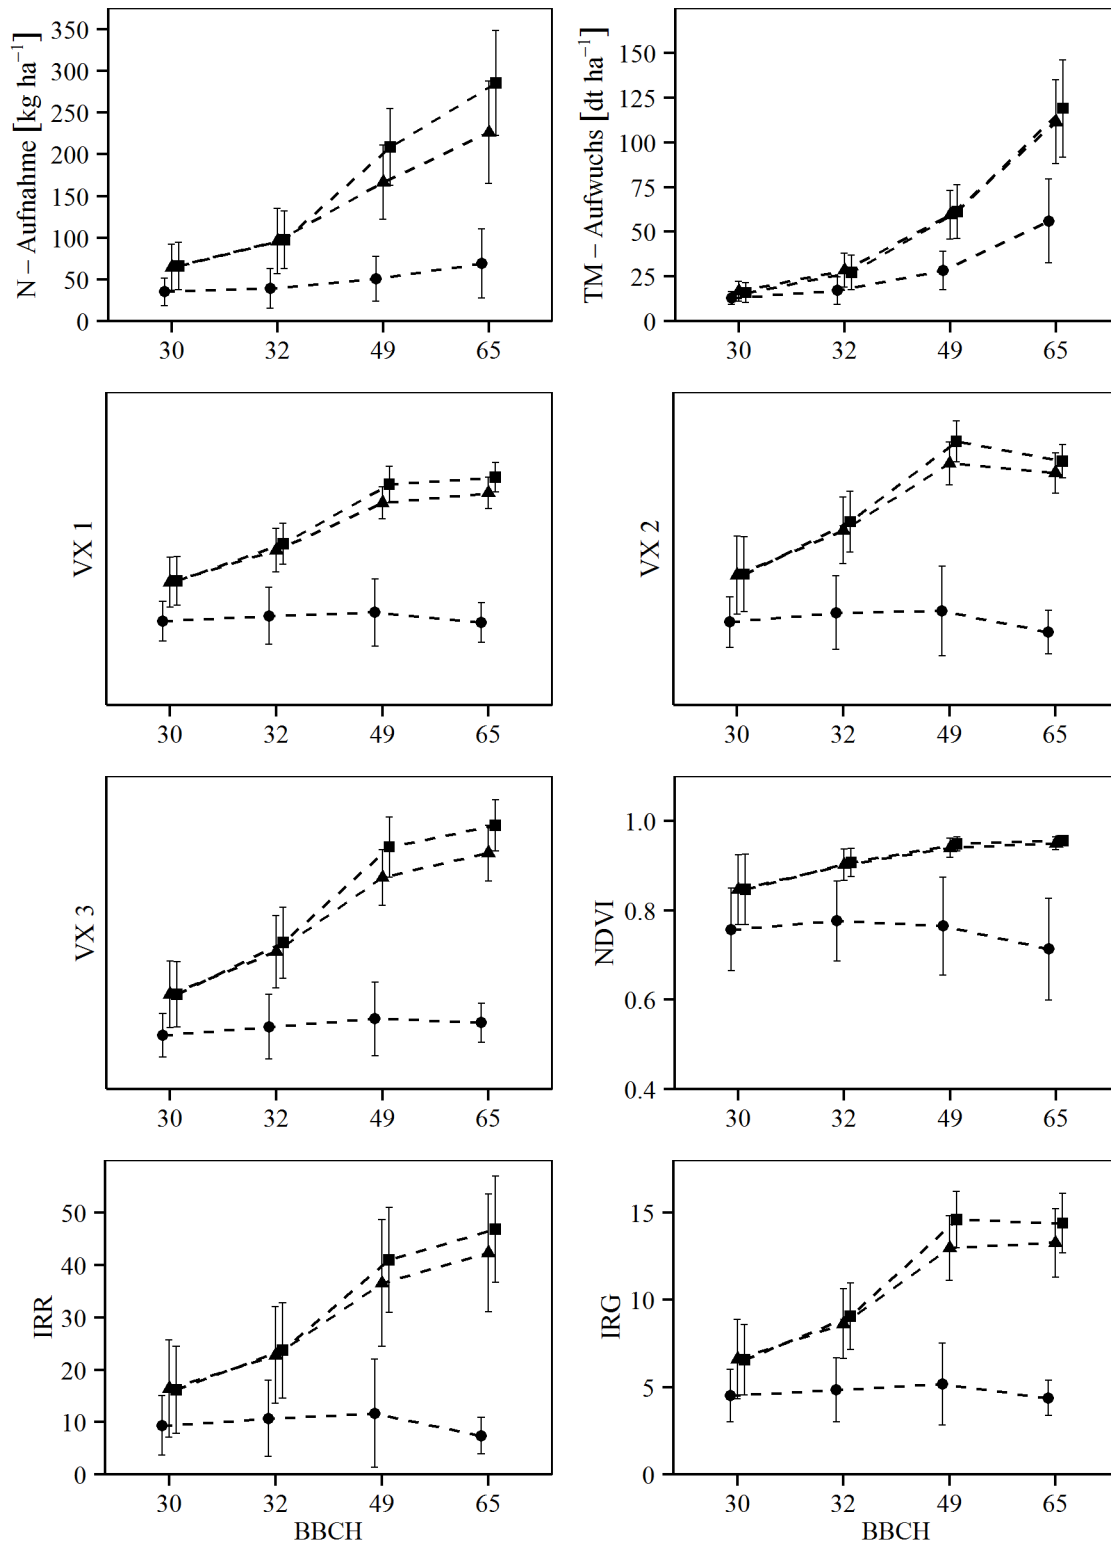 N – Aufnahme [kg ha⁻¹]
350
300
250
200
150
100
50
0
30 32 49 65
TM – Aufwuchs [dt ha⁻¹]
150
125
100
75
50
25
0
30 32 49 65
VX 1
30 32 49 65
VX 2
30 32 49 65
VX 3
30 32 49 65
NDVI
1.0
0.8
0.6
0.4
30 32 49 65
IRR
50
40
30
20
10
0
30 32 49 65
BBCH
IRG
15
10
5
0
30 32 49 65
BBCH